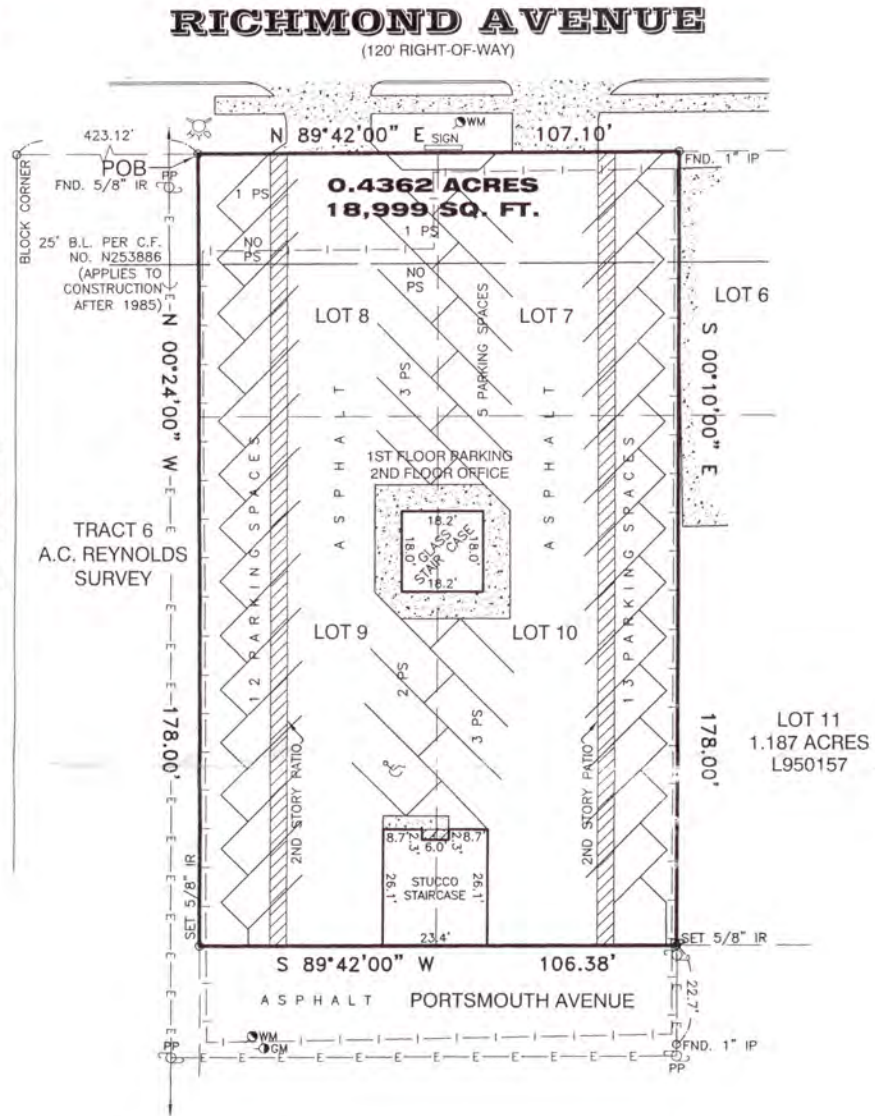 RICHMOND AVENUE
(120' RIGHT-OF-WAY)
423.12'
N 89°42'00" E
SIGN
WM
107.10'
BLOCK CORNER
POB
FND. 5/8" IR
PP
FND. 1" IP
1 PS
0.4362 ACRES
18,999 SQ. FT.
1 PS
25' B.L. PER C.F.
NO. N253886
(APPLIES TO
CONSTRUCTION
AFTER 1985)
NO
PS
NO
PS
LOT 8
LOT 7
LOT 6
5 PARKING SPACES
3 PS
N 00°24'00" W
178.00'
S 00°10'00" E
178.00'
ASPHALT
ASPHALT
1ST FLOOR PARKING
2ND FLOOR OFFICE
12 PARKING SPACES
13 PARKING SPACES
18.2'
18.0'
GLASS
STAIR CASE
18.0'
18.2'
TRACT 6
A.C. REYNOLDS
SURVEY
LOT 9
LOT 10
2 PS
3 PS
LOT 11
1.187 ACRES
L950157
2ND STORY PATIO
2ND STORY PATIO
8.7'
2.3'
6.0'
2.3'
8.7'
26.1'
STUCCO
STAIRCASE
26.1'
23.4'
SET 5/8" IR
SET 5/8" IR
S 89°42'00" W
106.38'
ASPHALT
PORTSMOUTH AVENUE
22.7'
WM
GM
PP
FND. 1" IP
PP
E E E E E E E E